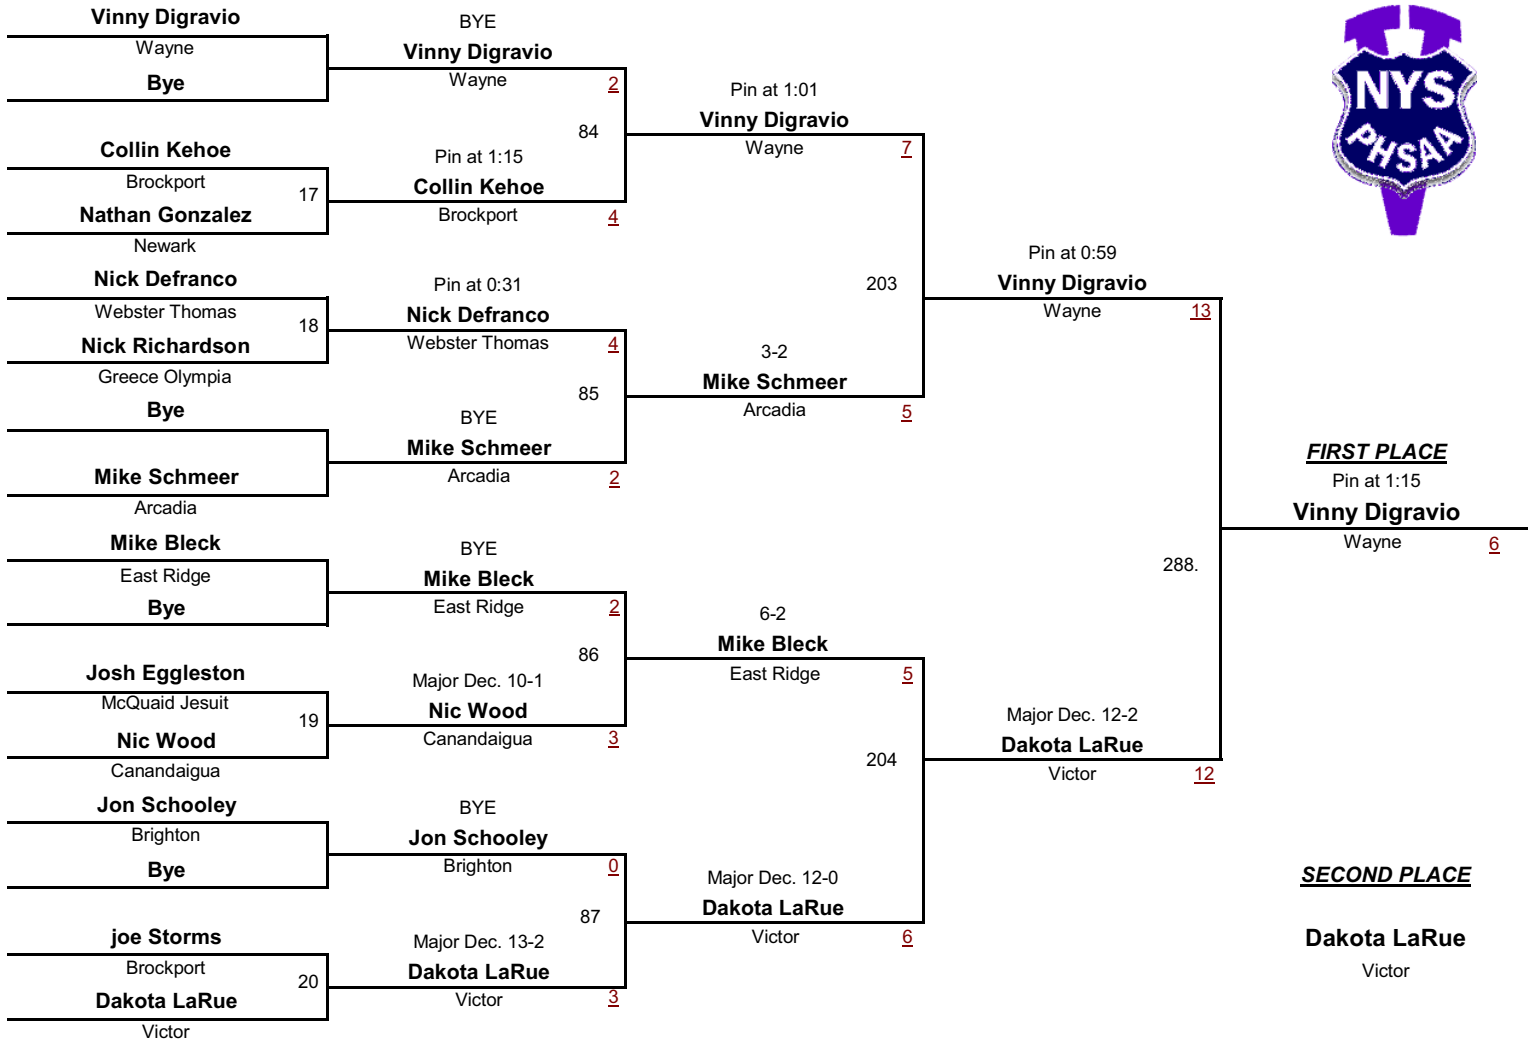 Vinny Digravio
Wayne
Bye
Collin Kehoe
Brockport
17
Nathan Gonzalez
Newark
Nick Defranco
Webster Thomas
18
Nick Richardson
Greece Olympia
Bye
Mike Schmeer
Arcadia
Mike Bleck
East Ridge
Bye
Josh Eggleston
McQuaid Jesuit
19
Nic Wood
Canandaigua
Jon Schooley
Brighton
Bye
joe Storms
Brockport
20
Dakota LaRue
Victor
BYE
Vinny Digravio
Wayne
2
84
Pin at 1:15
Collin Kehoe
Brockport
4
Pin at 0:31
Nick Defranco
Webster Thomas
4
85
BYE
Mike Schmeer
Arcadia
2
BYE
Mike Bleck
East Ridge
2
86
Major Dec. 10-1
Nic Wood
Canandaigua
3
BYE
Jon Schooley
Brighton
0
87
Major Dec. 13-2
Dakota LaRue
Victor
3
Pin at 1:01
Vinny Digravio
Wayne
7
203
3-2
Mike Schmeer
Arcadia
5
6-2
Mike Bleck
East Ridge
5
204
Major Dec. 12-0
Dakota LaRue
Victor
6
Pin at 0:59
Vinny Digravio
Wayne
13
288.
Major Dec. 12-2
Dakota LaRue
Victor
12
NYS
PHSAA
FIRST PLACE
Pin at 1:15
Vinny Digravio
Wayne
6
SECOND PLACE
Dakota LaRue
Victor